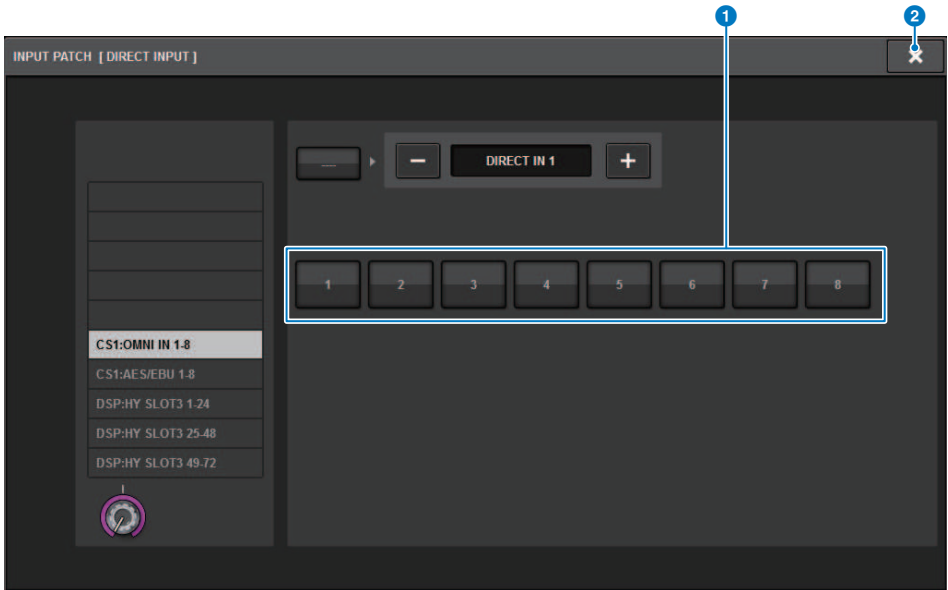 1 2
INPUT PATCH [ DIRECT INPUT ]
— DIRECT IN 1 +
1 2 3 4 5 6 7 8
CS1:OMNI IN 1-8
CS1:AES/EBU 1-8
DSP:HY SLOT3 1-24
DSP:HY SLOT3 25-48
DSP:HY SLOT3 49-72